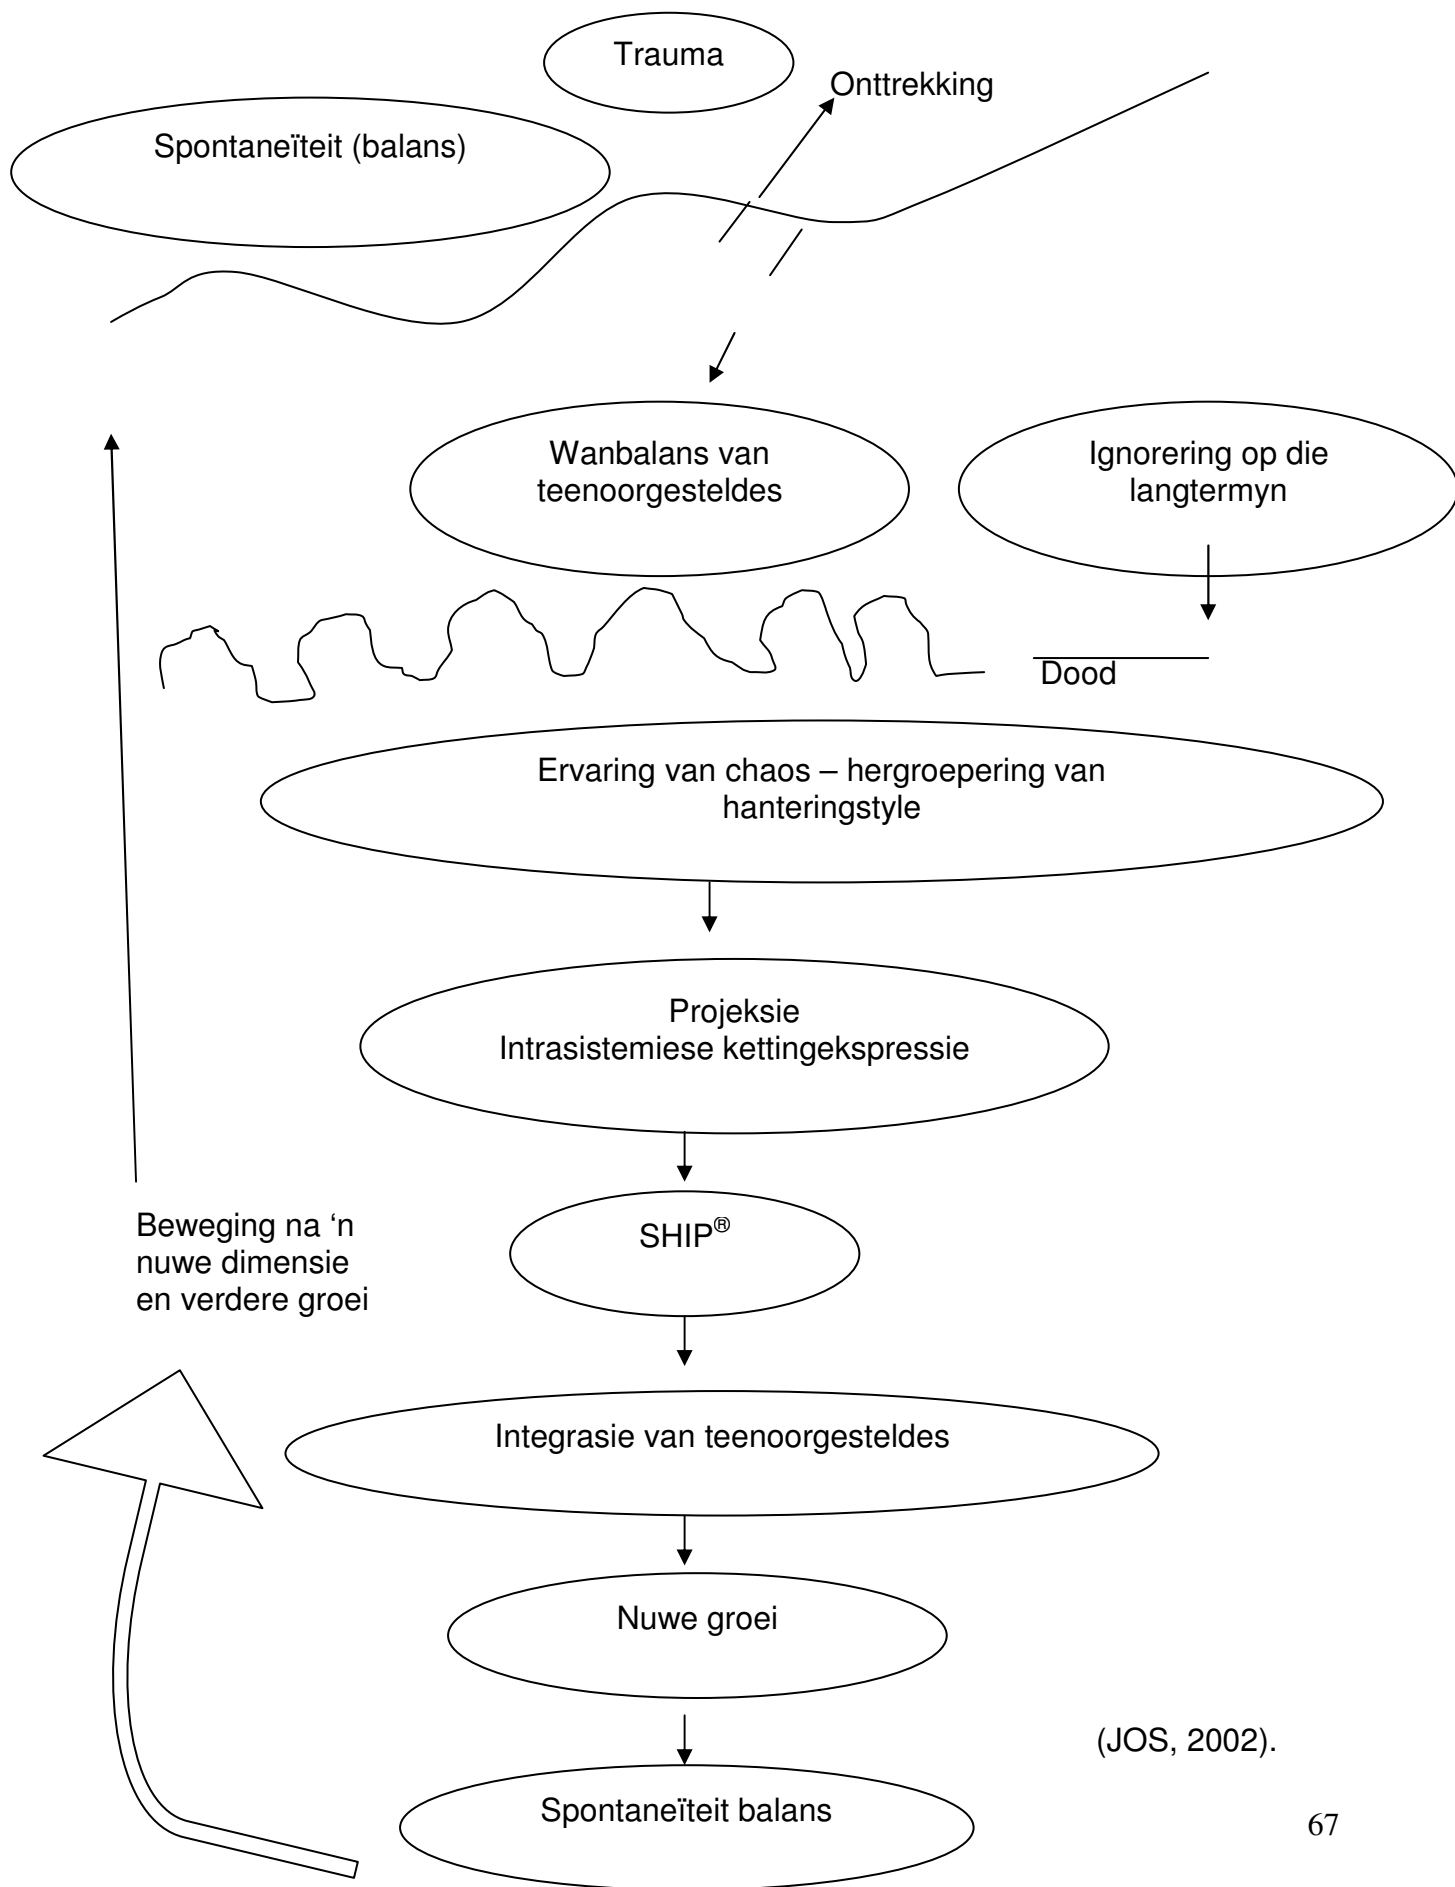 Trauma
Onttrekking
Spontaneïteit (balans)
Wanbalans van
teenoorgesteldes
Ignorering op die
langtermyn
Dood
Ervaring van chaos – hergroepering van
hanteringstyle
Projeksie
Intrasistemiese kettingekspressie
SHIP®
Beweging na ‘n
nuwe dimensie
en verdere groei
Integrasie van teenoorgesteldes
Nuwe groei
(JOS, 2002).
Spontaneïteit balans
67